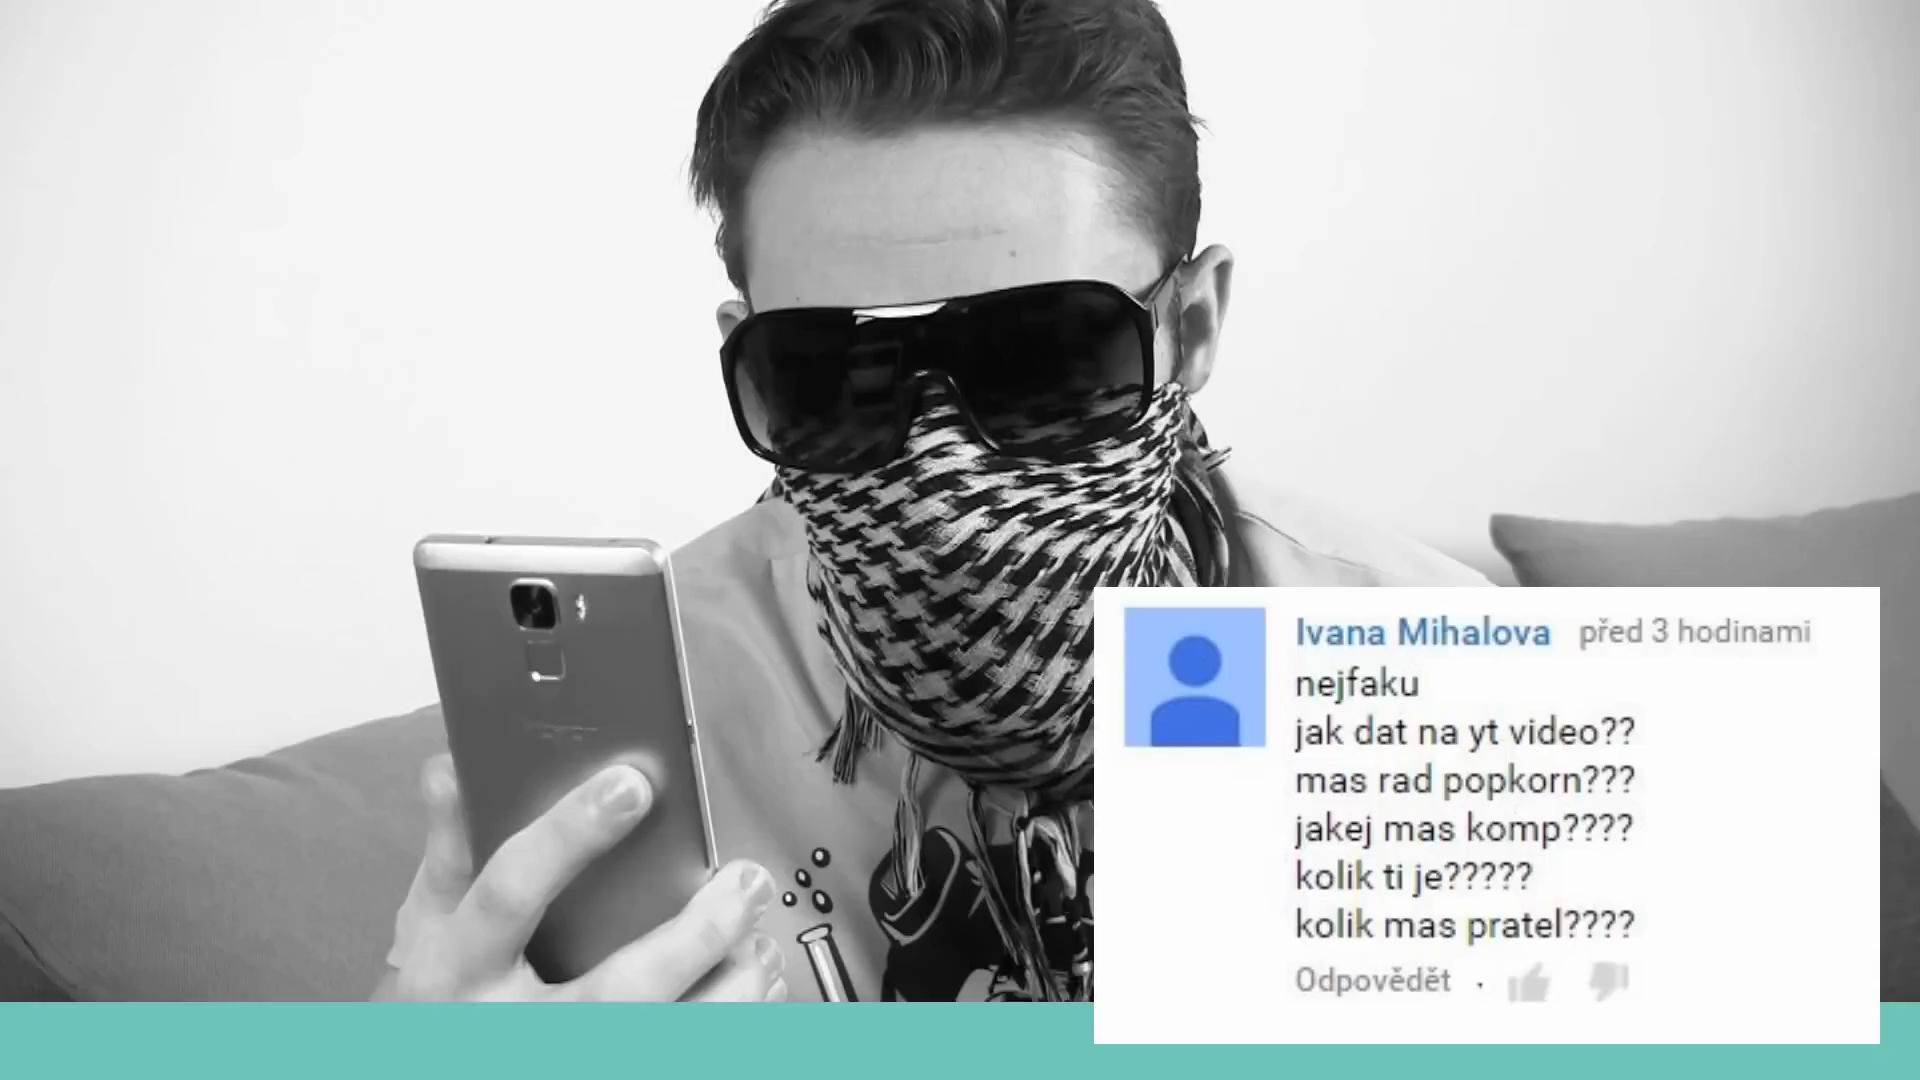 Ivana Mihalova před 3 hodinami
nejfaku
jak dat na yt video??
mas rad popkorn???
jakej mas komp????
kolik ti je?????
kolik mas pratel????
Odpovědět